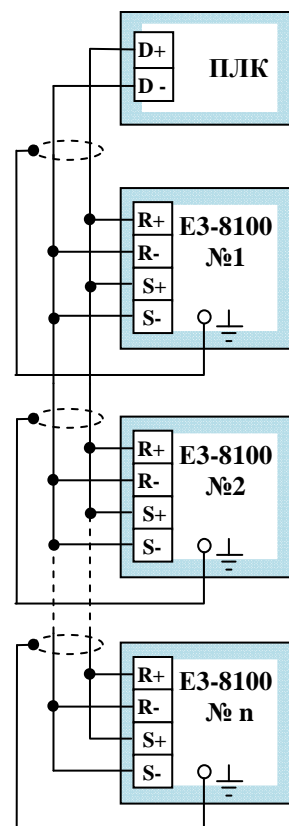 D+
D -
ПЛК
R+
R-
S+
S-
E3-8100
№1
R+
R-
S+
S-
E3-8100
№2
R+
R-
S+
S-
E3-8100
№ n